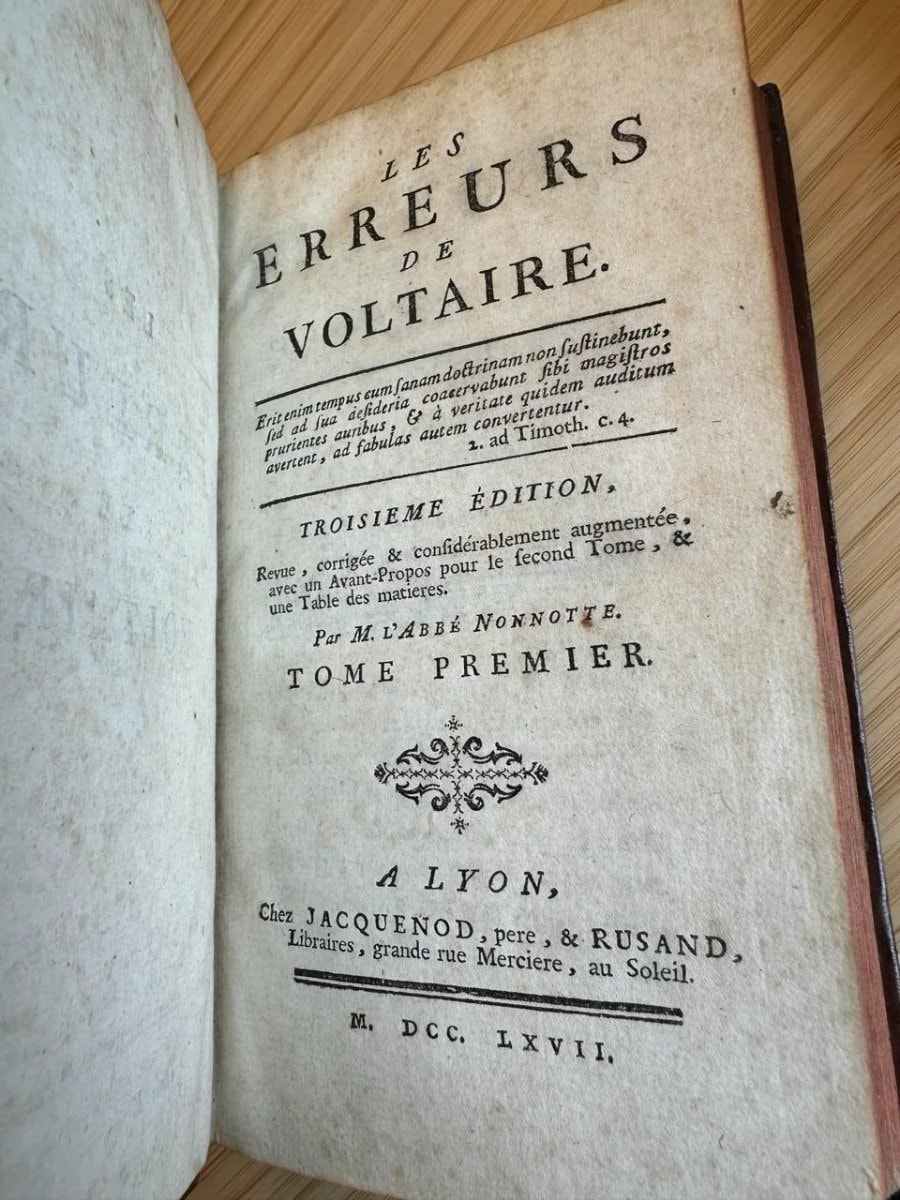 LES
ERREURS
DE
VOLTAIRE.
Erit enim tempus cum ſanam doctrinam non ſuſtinebunt,
ſed ad ſua deſideria coacervabunt ſibi magiſtros
prurientes auribus, & à veritate quidem auditum
avertent, ad fabulas autem convertentur.
2. ad Timoth. c. 4.
TROISIEME ÉDITION,
Revue, corrigée & conſidérablement augmentée,
avec un Avant-Propos pour le ſecond Tome, &
une Table des matieres.
Par M. L'ABBÉ NONNOTTE.
TOME PREMIER.
A LYON,
Chez JACQUENOD, pere, & RUSAND,
Libraires, grande rue Merciere, au Soleil.
M. DCC. LXVII.